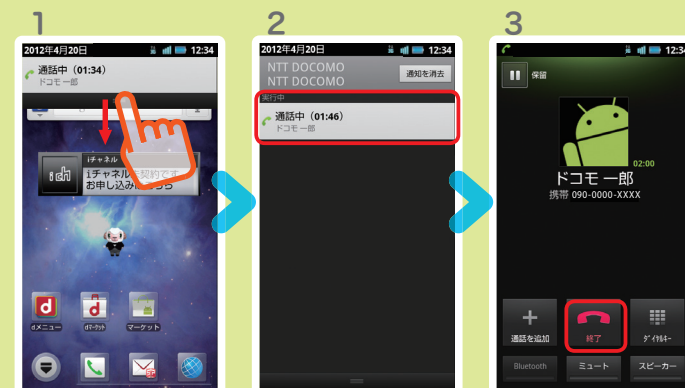 1
2012年4月20日 12:34
通話中（01:34）
ドコモ 一郎
iチャネル
ich
iチャネル
お申し込み
dメニュー dマーケット マーケット
2
2012年4月20日 12:34
NTT DOCOMO
NTT DOCOMO
通知を消去
実行中
通話中（01:46）
ドコモ 一郎
3
12:34
保留
02:00
ドコモ 一郎
携帯 090-0000-XXXX
通話を追加 終了 ダイヤルキー
Bluetooth ミュート スピーカー